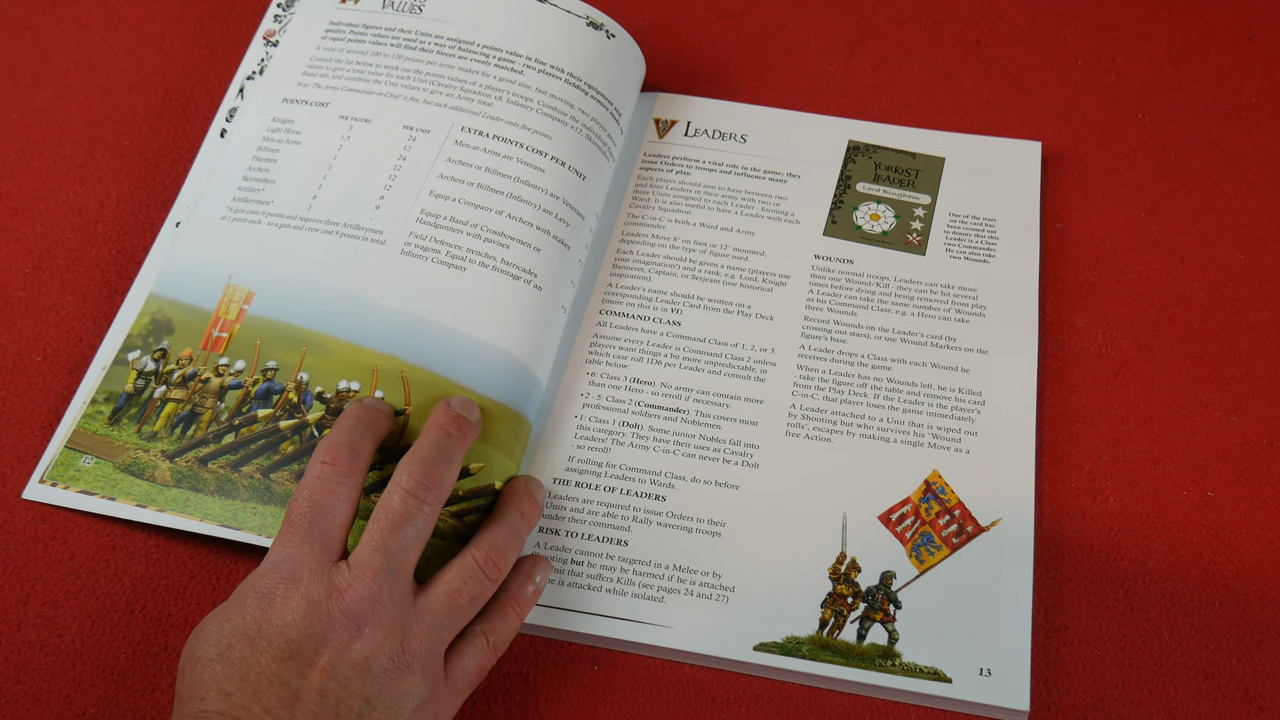 VALUES
Individual figures and their Units are assigned a points value in line with their equipment and
quality. Points values are used as a way of balancing a game - two players fielding armies
of equal points values will find their forces are evenly matched.
A total of around 100 to 120 points per army makes for a good size, fast moving, two player game.
Consult the list below to work out the points values of a player's troops. Combine the individual figure
values to give a total value for each Unit (Cavalry Squadron x8, Infantry Company x12, Skirmisher
Band x6), and combine the Unit values to give an Army total.
Note: The Army Commander-in-Chief is free, but each additional Leader costs five points.
POINTS COST
PER FIGURE
PER UNIT
Knights 3 24
Light Horse 1.5 12
Men-at-Arms 2 24
Billmen 1 12
Pikemen 1 12
Archers 1 12
Skirmishers 1 6
Artillery* 6
Artillerymen* 1 9
*A gun costs 6 points and requires three Artillerymen
@ 1 point each - so a gun and crew cost 9 points in total.
EXTRA POINTS COST PER UNIT
Men-at-Arms are Veterans
Archers or Billmen (Infantry) are Veterans
Archers or Billmen (Infantry) are Levy
Equip a Company of Archers with stakes
Equip a Band of Crossbowmen or
Handgunners with pavises
Field Defences; trenches, barricades
or wagons. Equal to the frontage of an
Infantry Company
12
LEADERS
Leaders perform a vital role in the game; they
issue Orders to troops and influence many
aspects of play.
Each player should aim to have between two
and four Leaders in their army with two or
three Units assigned to each Leader - forming a
Ward. It is also useful to have a Leader with each
Cavalry Squadron.
The C-in-C is both a Ward and Army
commander.
Leaders Move 8" on foot or 12" mounted,
depending on the type of figure used.
Each Leader should be given a name (players use
your imagination!) and a rank, e.g. Lord, Knight
Banneret, Captain, or Serjeant (use historical
inspiration).
A Leader's name should be written on a
coresponding Leader Card from the Play Deck
(more on this in VI).
COMMAND CLASS
All Leaders have a Command Class of 1, 2, or 3.
Assume every Leader is Command Class 2 unless
players want things a bit more unpredictable, in
which case roll 1D6 per Leader and consult the
table below:
•6: Class 3 (Hero). No army can contain more
than one Hero - so reroll if necessary.
•2 - 5: Class 2 (Commander). This covers most
professional soldiers and Noblemen.
•1: Class 1 (Dolt). Some junior Nobles fall into
this category. They have their uses as Cavalry
Leaders! The Army C-in-C can never be a Dolt
- so reroll!
If rolling for Command Class, do so before
assigning Leaders to Wards.
THE ROLE OF LEADERS
Leaders are required to issue Orders to their
Units and are able to Rally wavering troops
under their command.
RISK TO LEADERS
A Leader cannot be targeted in a Melee or by
Shooting but he may be harmed if he is attached
Unit that suffers Kills (see pages 24 and 27)
he is attacked while isolated.
YORKIST
LEADER
Lord Bingham
One of the stars
on the card has
been crossed out
to denote that this
Leader is a Class
two Commander.
He can also take
two Wounds.
WOUNDS
Unlike normal troops, Leaders can take more
than one Wound/Kill - they can be hit several
times before dying and being removed from play.
A Leader can take the same number of Wounds
as his Command Class; e.g. a Hero can take
three Wounds.
Record Wounds on the Leader's card (by
crossing out stars), or use Wound Markers on the
figure's base.
A Leader drops a Class with each Wound he
receives during the game.
When a Leader has no Wounds left, he is Killed
- take the figure off the table and remove his card
from the Play Deck. If the Leader is the player's
C-in-C, that player loses the game immediately.
A Leader attached to a Unit that is wiped out
by Shooting but who survives his 'Wound
rolls', escapes by making a single Move as a
free Action.
13